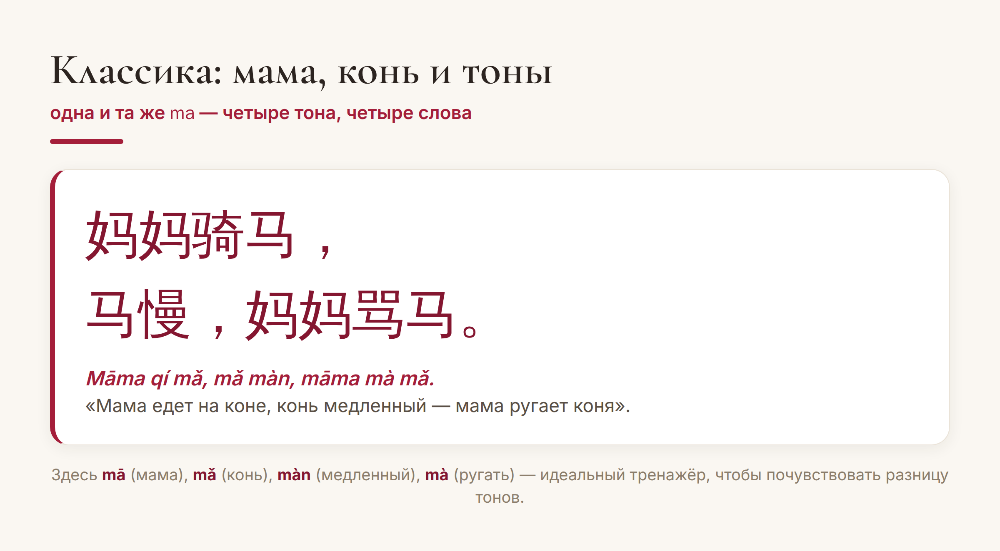 Классика: мама, конь и тоны
одна и та же ma — четыре тона, четыре слова
妈妈骑马，
马慢，妈妈骂马。
Māma qí mǎ, mǎ màn, māma mà mǎ.
«Мама едет на коне, конь медленный — мама ругает коня».
Здесь mā (мама), mǎ (конь), màn (медленный), mà (ругать) — идеальный тренажёр, чтобы почувствовать разницу
тонов.